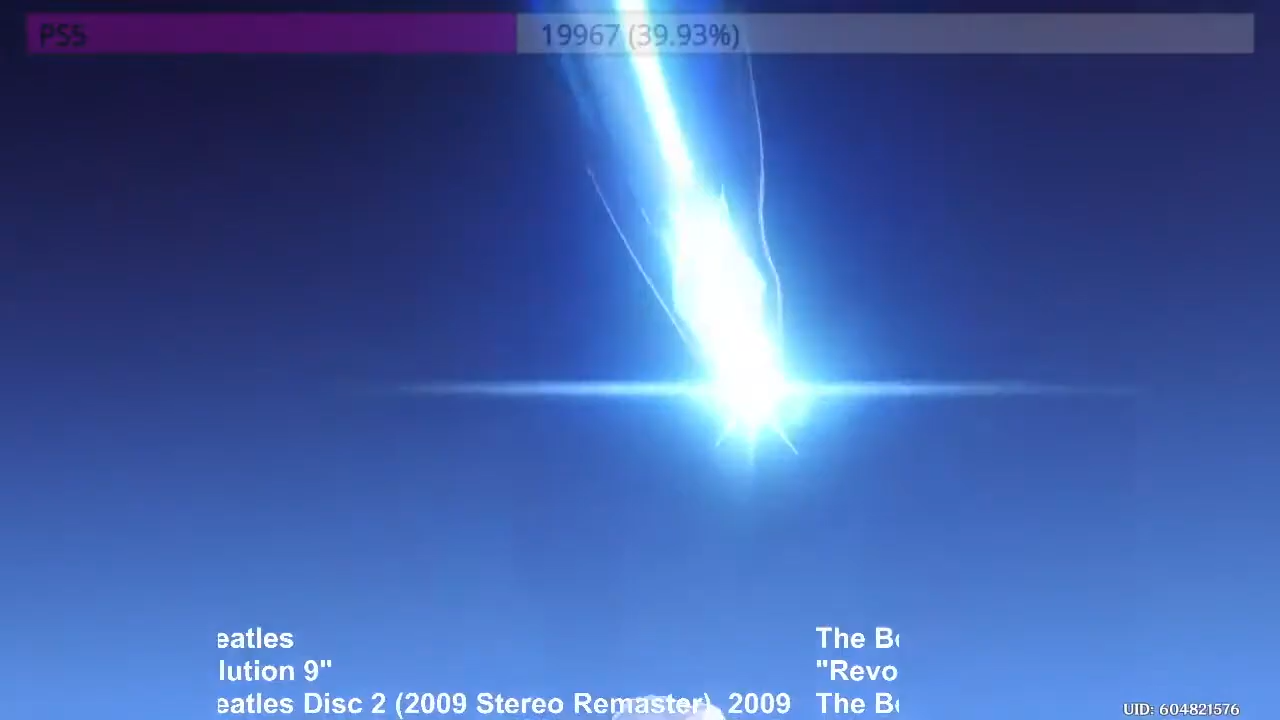 PS5 19967 (39.93%)
eatles The Be
lution 9" "Revo
eatles Disc 2 (2009 Stereo Remaster), 2009 The Be
UID: 604821576